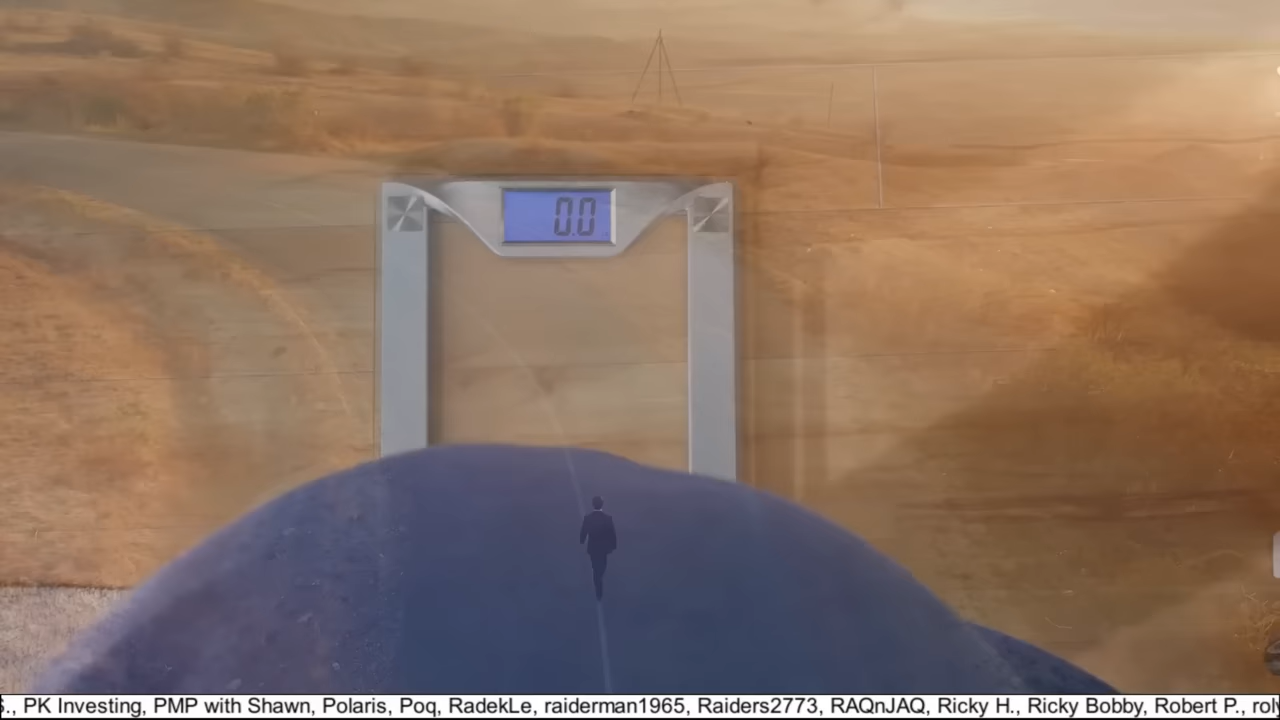 0.0
PK Investing, PMP with Shawn, Polaris, Poq, RadekLe, raiderman1965, Raiders2773, RAQnJAQ, Ricky H., Ricky Bobby, Robert P.,